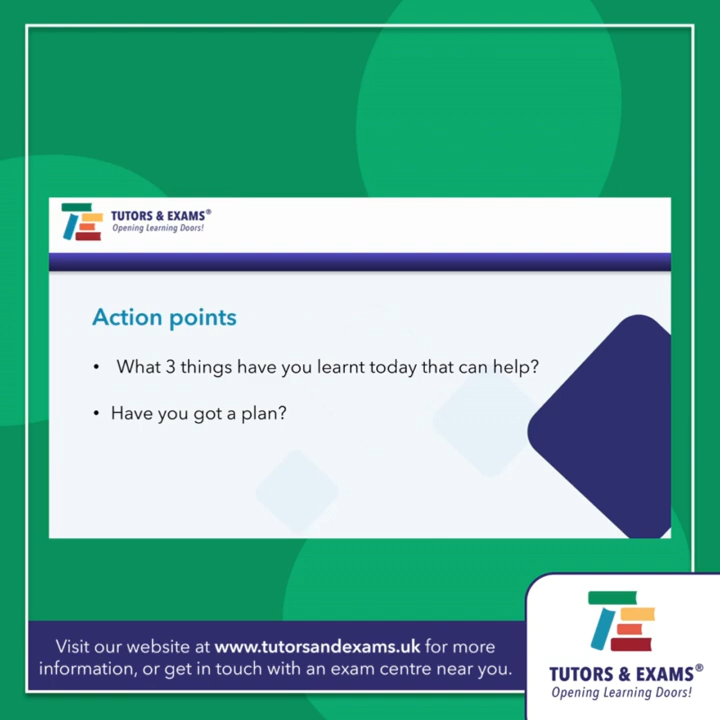 TUTORS & EXAMS®
Opening Learning Doors!
Action points
• What 3 things have you learnt today that can help?
• Have you got a plan?
Visit our website at www.tutorsandexams.uk for more
information, or get in touch with an exam centre near you.
TUTORS & EXAMS®
Opening Learning Doors!